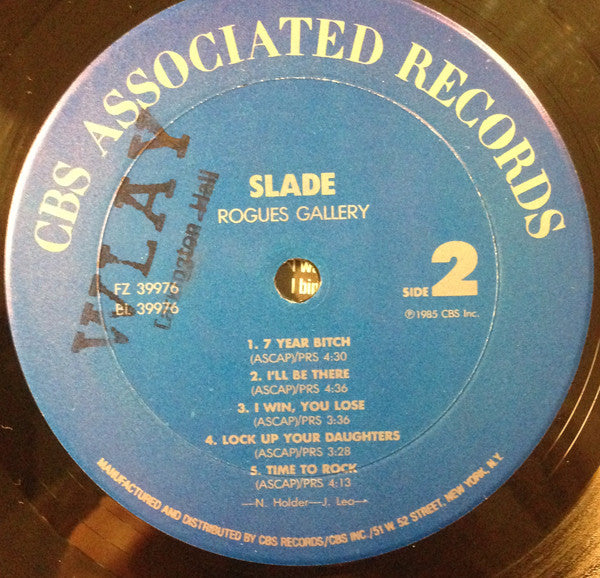 CBS ASSOCIATED RECORDS
WLAY
SLADE
ROGUES GALLERY
FZ 39976
BL 39976
SIDE 2
℗ 1985 CBS Inc.
1. 7 YEAR BITCH
(ASCAP)/PRS 4:30
2. I'LL BE THERE
(ASCAP)/PRS 4:36
3. I WIN, YOU LOSE
(ASCAP)/PRS 3:36
4. LOCK UP YOUR DAUGHTERS
(ASCAP)/PRS 3:28
5. TIME TO ROCK
(ASCAP)/PRS 4:13
—N. Holder—J. Lea—
MANUFACTURED AND DISTRIBUTED BY CBS RECORDS/CBS INC./51 W. 52 STREET, NEW YORK, N.Y.